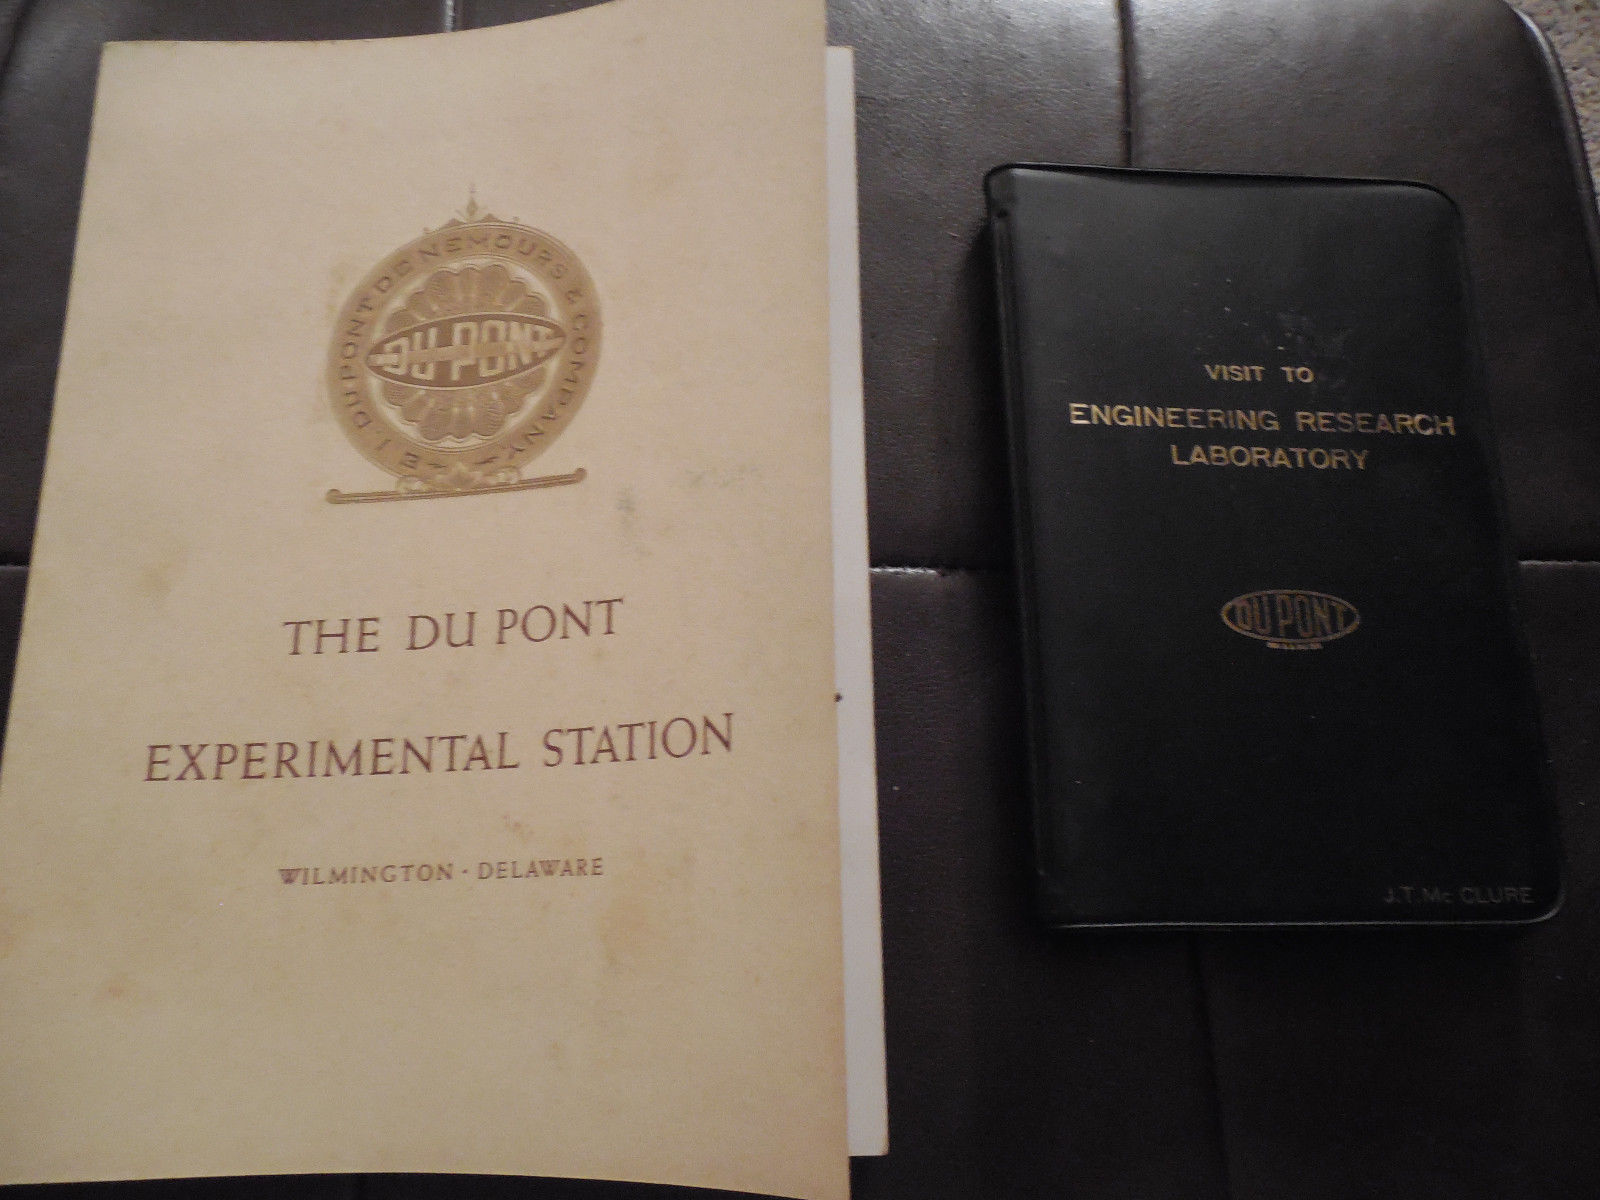 E. I. DU PONT DE NEMOURS & COMPANY
DU PONT
THE DU PONT
EXPERIMENTAL STATION
WILMINGTON · DELAWARE
VISIT TO
ENGINEERING RESEARCH
LABORATORY
DU PONT
J.T. Mc CLURE